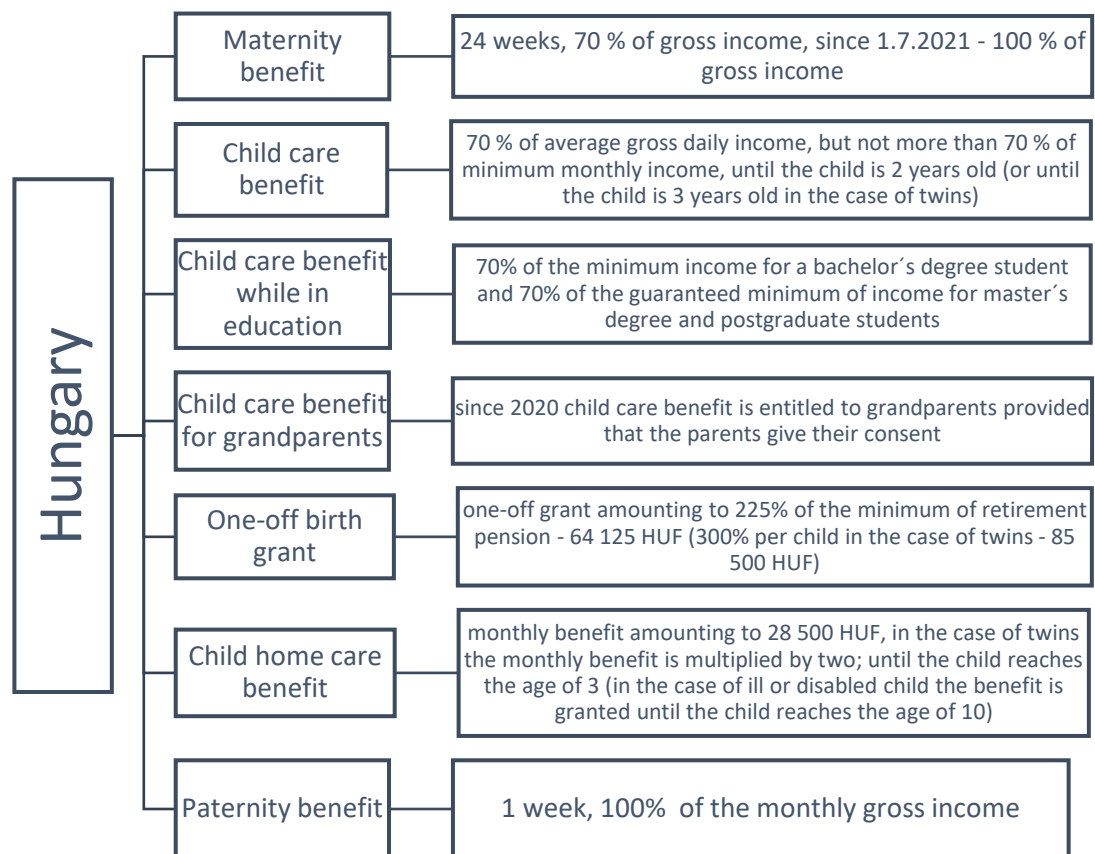 Hungary
Maternity
benefit
24 weeks, 70 % of gross income, since 1.7.2021 - 100 % of
gross income
Child care
benefit
70 % of average gross daily income, but not more than 70 % of
minimum monthly income, until the child is 2 years old (or until
the child is 3 years old in the case of twins)
Child care benefit
while in
education
70% of the minimum income for a bachelor´s degree student
and 70% of the guaranteed minimum of income for master´s
degree and postgraduate students
Child care benefit
for grandparents
since 2020 child care benefit is entitled to grandparents provided
that the parents give their consent
One-off birth
grant
one-off grant amounting to 225% of the minimum of retirement
pension - 64 125 HUF (300% per child in the case of twins - 85
500 HUF)
Child home care
benefit
monthly benefit amounting to 28 500 HUF, in the case of twins
the monthly benefit is multiplied by two; until the child reaches
the age of 3 (in the case of ill or disabled child the benefit is
granted until the child reaches the age of 10)
Paternity benefit
1 week, 100% of the monthly gross income